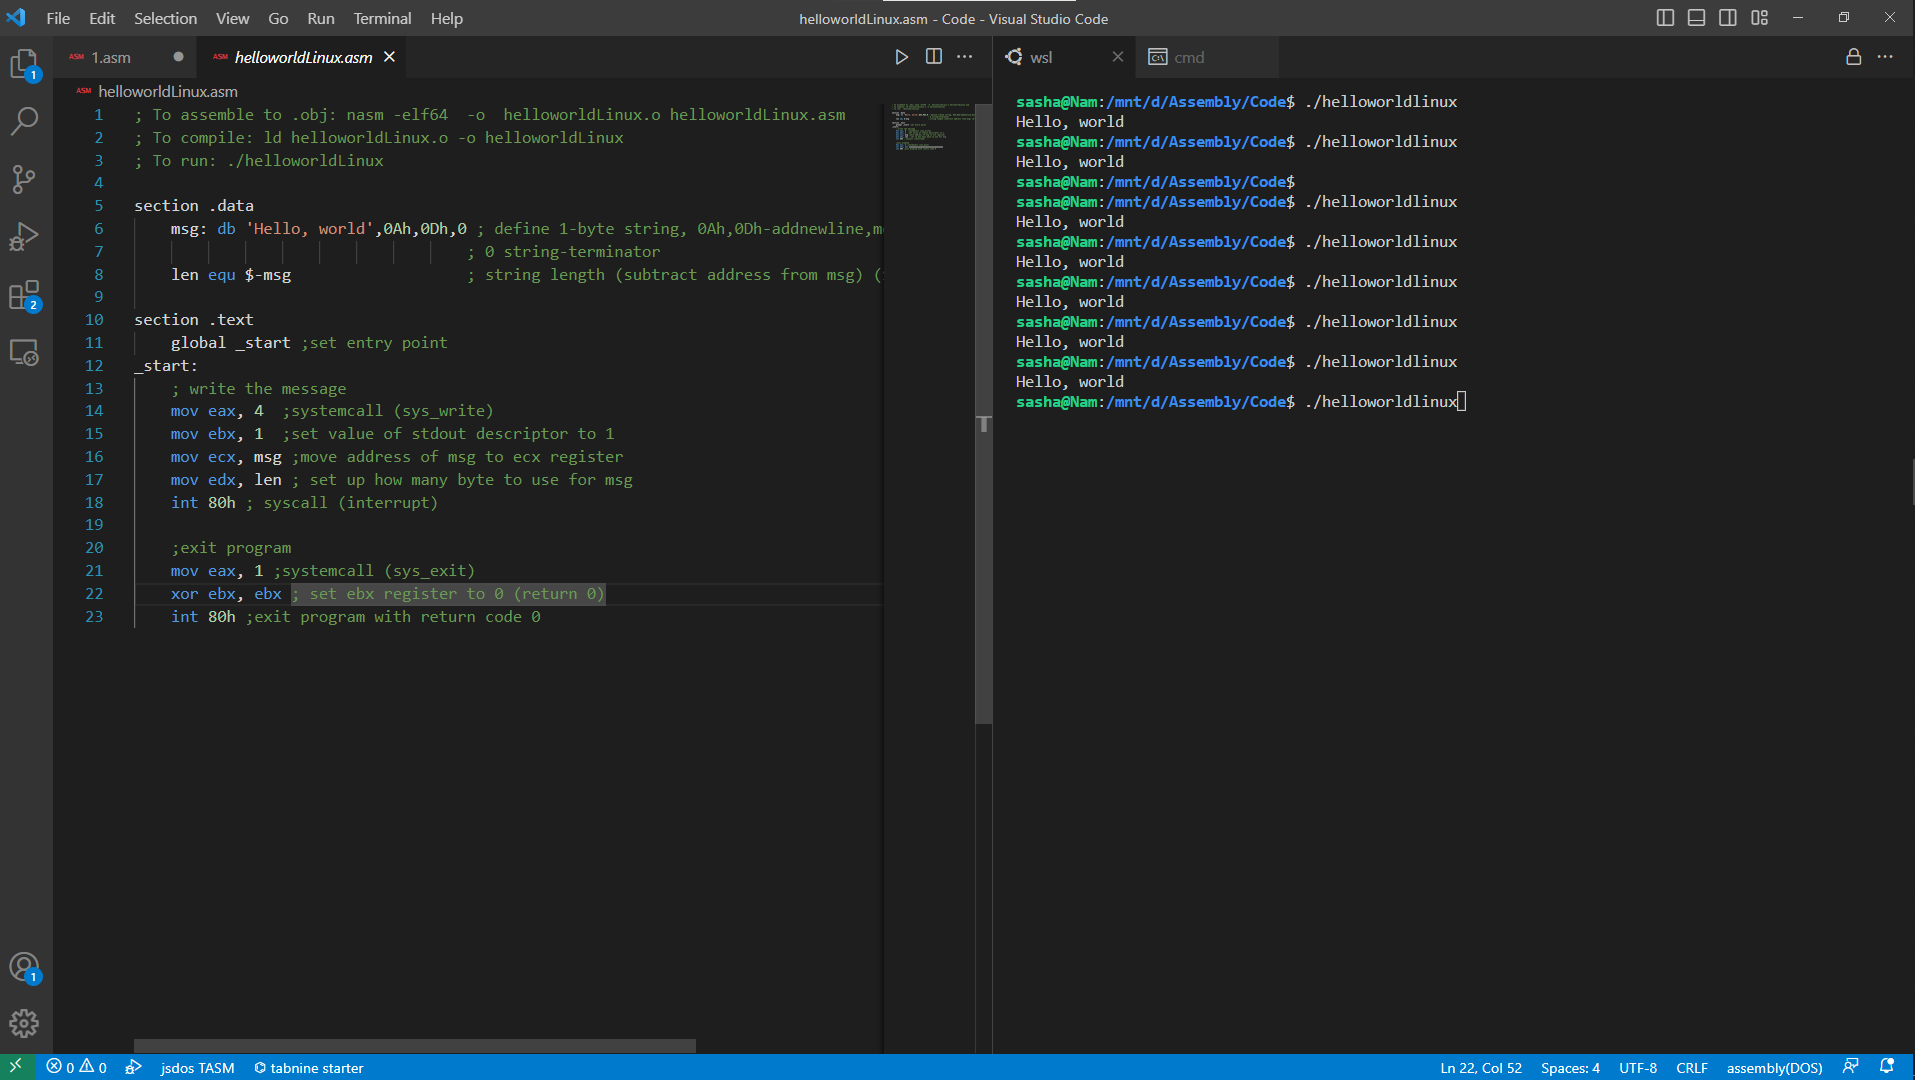 File Edit Selection View Go Run Terminal Help
helloworldLinux.asm - Code - Visual Studio Code
ASM 1.asm
ASM helloworldLinux.asm
wsl
cmd
ASM helloworldLinux.asm
1 ; To assemble to .obj: nasm -elf64  -o  helloworldLinux.o helloworldLinux.asm
2 ; To compile: ld helloworldLinux.o -o helloworldLinux
3 ; To run: ./helloworldLinux
4
5 section .data
6 msg: db 'Hello, world',0Ah,0Dh,0 ; define 1-byte string, 0Ah,0Dh-addnewline,m
7 ; 0 string-terminator
8 len equ $-msg ; string length (subtract address from msg) (
9
10 section .text
11 global _start ;set entry point
12 _start:
13 ; write the message
14 mov eax, 4  ;systemcall (sys_write)
15 mov ebx, 1  ;set value of stdout descriptor to 1
16 mov ecx, msg ;move address of msg to ecx register
17 mov edx, len ; set up how many byte to use for msg
18 int 80h ; syscall (interrupt)
19
20 ;exit program
21 mov eax, 1 ;systemcall (sys_exit)
22 xor ebx, ebx ; set ebx register to 0 (return 0)
23 int 80h ;exit program with return code 0
sasha@Nam:/mnt/d/Assembly/Code$ ./helloworldlinux
Hello, world
sasha@Nam:/mnt/d/Assembly/Code$ ./helloworldlinux
Hello, world
sasha@Nam:/mnt/d/Assembly/Code$
sasha@Nam:/mnt/d/Assembly/Code$ ./helloworldlinux
Hello, world
sasha@Nam:/mnt/d/Assembly/Code$ ./helloworldlinux
Hello, world
sasha@Nam:/mnt/d/Assembly/Code$ ./helloworldlinux
Hello, world
sasha@Nam:/mnt/d/Assembly/Code$ ./helloworldlinux
Hello, world
sasha@Nam:/mnt/d/Assembly/Code$ ./helloworldlinux
Hello, world
sasha@Nam:/mnt/d/Assembly/Code$ ./helloworldlinux
1
2
1
0 0 jsdos TASM tabnine starter
Ln 22, Col 52 Spaces: 4 UTF-8 CRLF assembly(DOS)